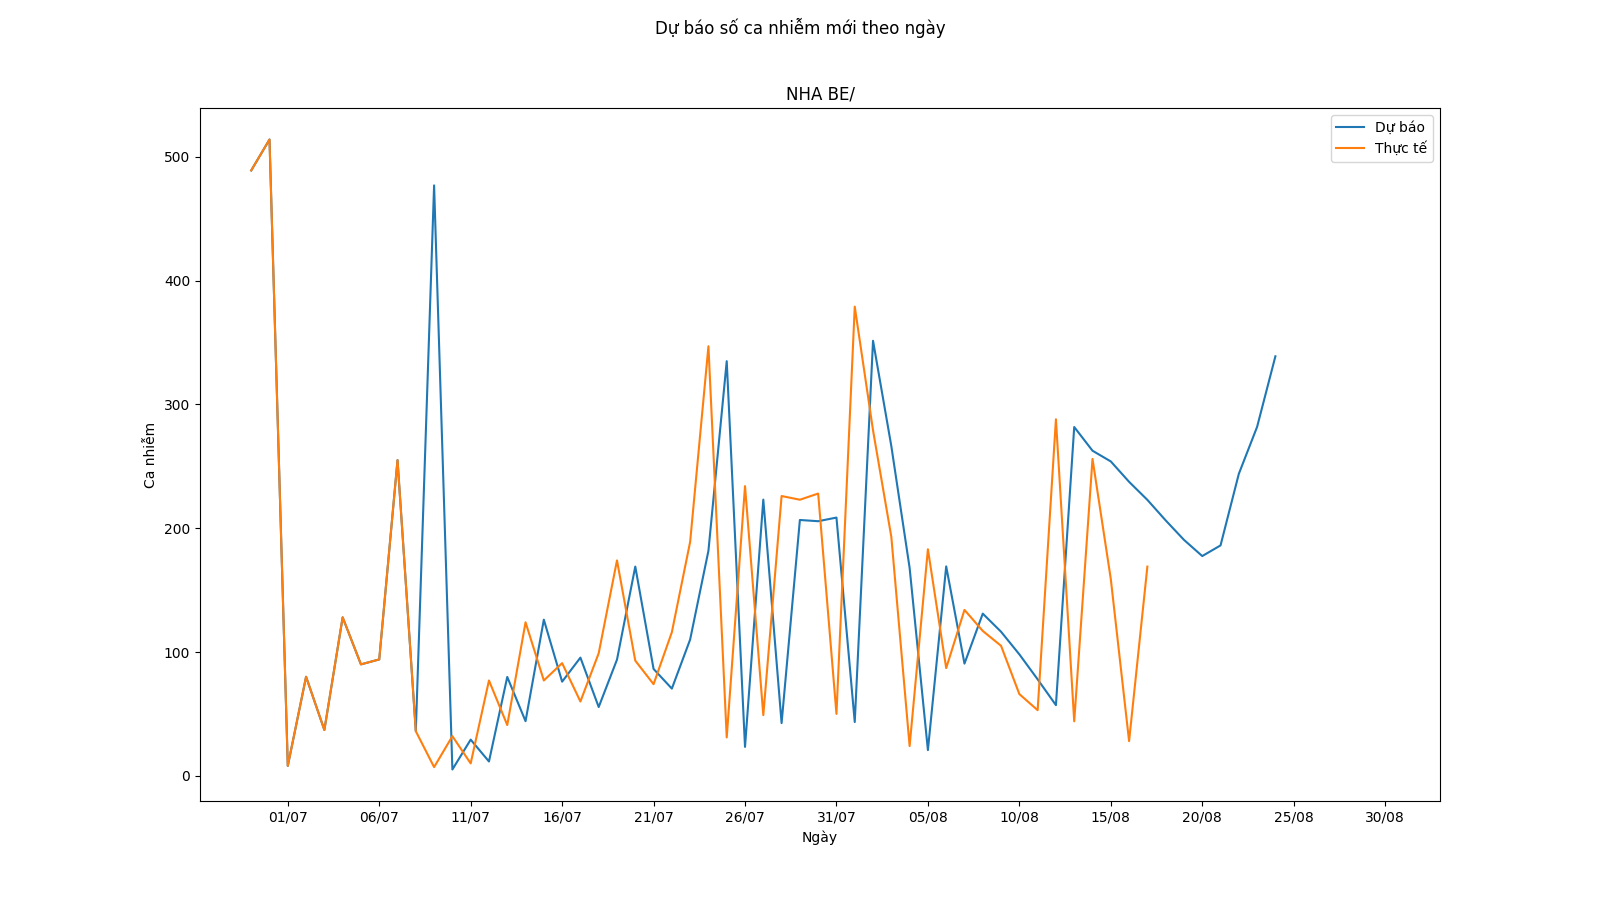 Dự báo số ca nhiễm mới theo ngày
NHA BE/
Dự báo
Thực tế
500
400
300
200
100
0
Ca nhiễm
01/07 06/07 11/07 16/07 21/07 26/07 31/07 05/08 10/08 15/08 20/08 25/08 30/08
Ngày